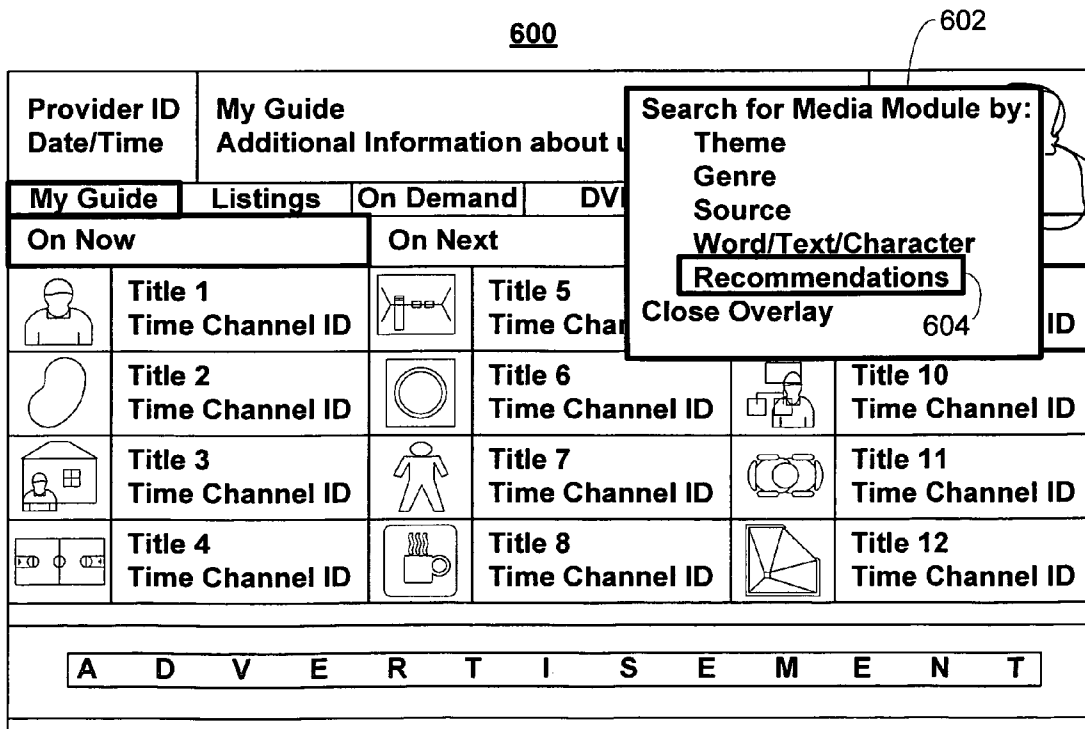 600
602
Provider ID
Date/Time
My Guide
Additional Information about
Search for Media Module by:
Theme
Genre
Source
Word/Text/Character
Recommendations
Close Overlay
604
My Guide
Listings
On Demand
On Now
On Next
Title 1
Time Channel ID
Title 5
Time
ID
Title 2
Time Channel ID
Title 6
Time Channel ID
Title 10
Time Channel ID
Title 3
Time Channel ID
Title 7
Time Channel ID
Title 11
Time Channel ID
Title 4
Time Channel ID
Title 8
Time Channel ID
Title 12
Time Channel ID
A D V E R T I S E M E N T